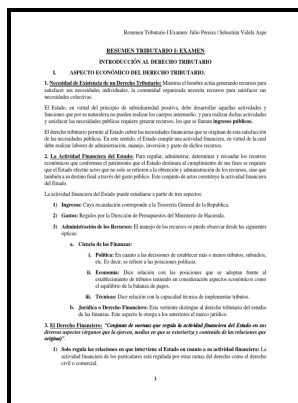 Resumen Tributario I Examen: Julio Pereira | Sebastián Videla Aspe
RESUMEN TRIBUTARIO I: EXAMEN
INTRODUCCIÓN AL DERECHO TRIBUTARIO
I. ASPECTO ECONÓMICO DEL DERECHO TRIBUTARIO.
1. Necesidad de Existencia de un Derecho Tributario: Mientras el hombre actúa generando recursos para
satisfacer sus necesidades individuales, la comunidad organizada necesita recursos para satisfacer sus
necesidades colectivas.
El Estado, en virtud del principio de subsidiariedad positiva, debe desarrollar aquellas actividades y
funciones que por su naturaleza no pueden realizar los cuerpos intermedio, y para realizar dichas actividades
y satisfacer las necesidades públicas requiere generar recursos, los que se llaman ingresos públicos.
El derecho tributario permite al Estado cubrir las necesidades financieras que se originan de esta satisfacción
de las necesidades públicas. En este sentido, el Estado cumple una actividad financiera, en virtud de la cual
debe realizar labores de administración, manejo, inversión y gasto de dichos recursos.
2. La Actividad Financiera del Estado: Para regular, administrar, determinar y recaudar los recursos
económicos que conforman el patrimonio que el Estado destinara al cumplimiento de sus fines se requiere
que el Estado efectúe actos que no solo se refieren a la obtención y administración de los recursos, sino que
también a su destino final a través del gasto público. Este conjunto de actos constituye la actividad financiera
del Estado.
La actividad financiera del Estado puede estudiarse a partir de tres aspectos:
1) Ingresos: Cuya recaudación corresponde a la Tesorería General de la Republica.
2) Gastos: Regidos por la Dirección de Presupuestos del Ministerio de Hacienda.
3) Administración de los Recursos: El manejo de los recursos se puede observar desde las siguientes
ópticas:
a. Ciencia de las Finanzas:
i. Política: En cuanto a las decisiones de establecer más o menos tributos, subsidios,
etc. Es decir, se refiere a las posiciones políticas.
ii. Economía: Dice relación con las posiciones que se adoptan frente al
establecimiento de tributos teniendo en consideración aspectos económicos como
el equilibrio de la balanza de pagos.
iii. Técnicas: Dice relación con la capacidad técnica de implementar tributos.
b. Jurídica o Derecho Financiero: Esta vertiente distingue al derecho tributario del estudio
de las finanzas. Este aspecto le otorga a los anteriores el marco jurídico.
3. El Derecho Financiero: "Conjunto de normas que regula la actividad financiera del Estado en sus
diversos aspectos (órganos que la ejercen, medios en que se exterioriza y contenido de las relaciones que
origina)".
1) Solo regula las relaciones en que interviene el Estado en cuanto a su actividad financiera: La
actividad financiera de los particulares está regulada por otras ramas del derecho como el derecho
civil o comercial.
1